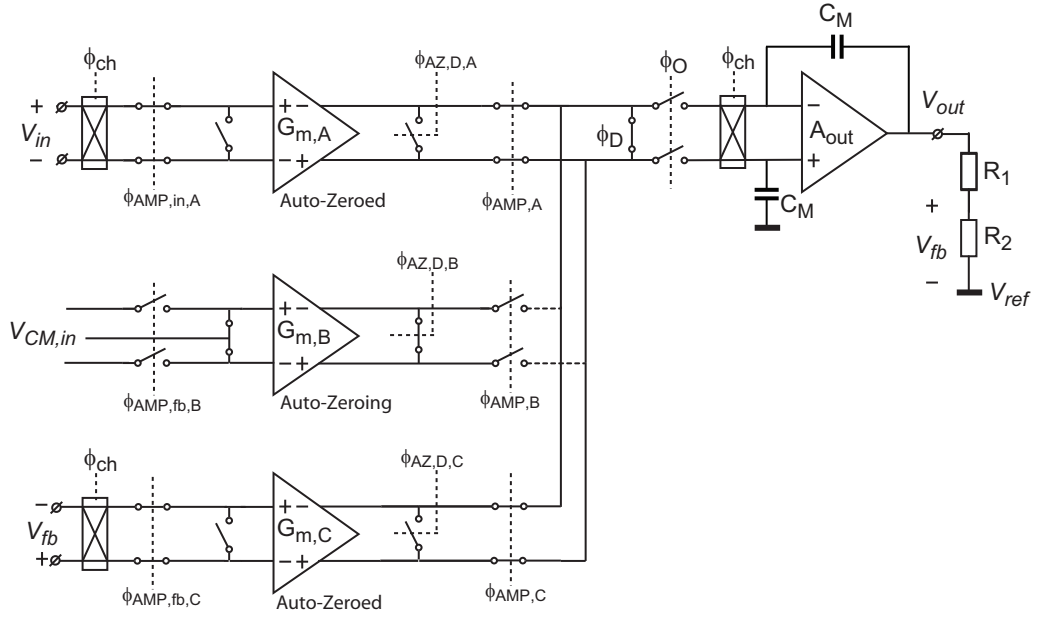 C_M
ϕ_ch
ϕ_AZ,D,A
ϕ_O
ϕ_ch
+
V_in
−
+ −
G_m,A
− +
ϕ_D
−
A_out
+
V_out
ϕ_AMP,in,A
Auto-Zeroed
ϕ_AMP,A
C_M
R_1
+
V_fb
−
R_2
V_ref
ϕ_AZ,D,B
V_CM,in
+ −
G_m,B
− +
ϕ_AMP,fb,B
Auto-Zeroing
ϕ_AMP,B
ϕ_ch
ϕ_AZ,D,C
−
V_fb
+
+ −
G_m,C
− +
ϕ_AMP,fb,C
Auto-Zeroed
ϕ_AMP,C